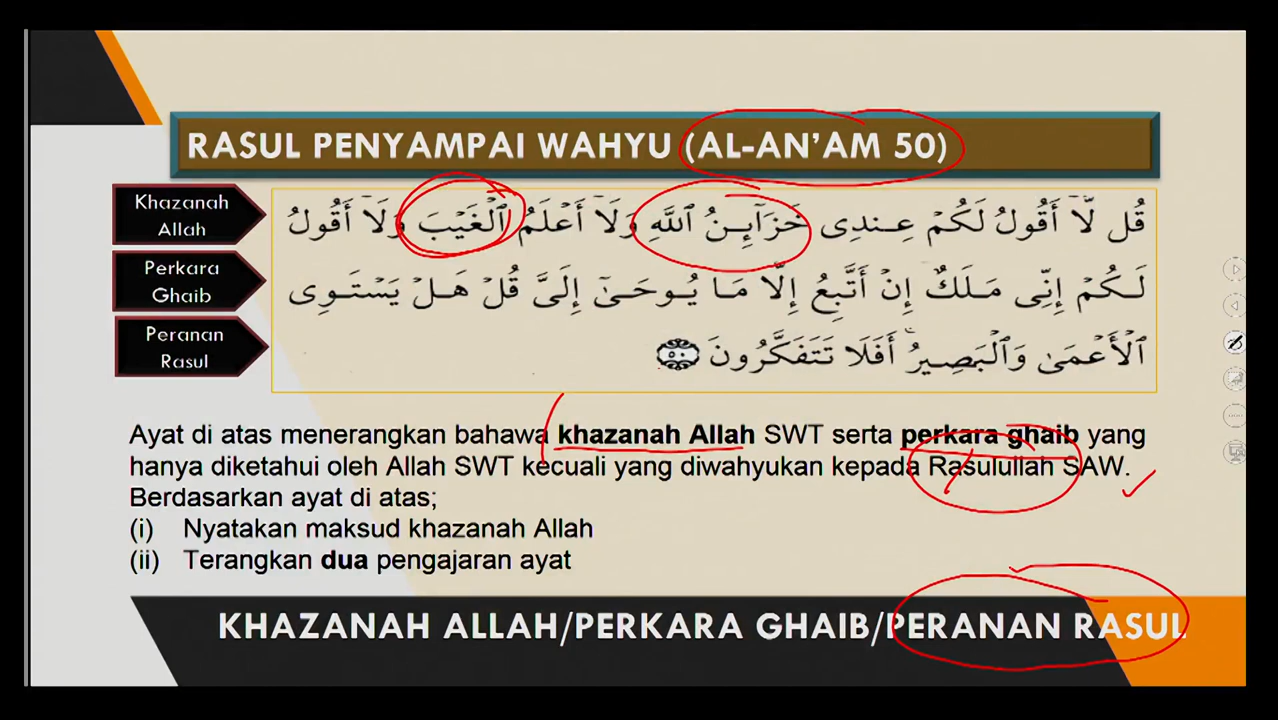 RASUL PENYAMPAI WAHYU (AL-AN’AM 50)
Khazanah
Allah
Perkara
Ghaib
Peranan
Rasul
قُل لَّآ أَقُولُ لَكُمْ عِندِى خَزَآئِنُ ٱللَّهِ وَلَآ أَعْلَمُ ٱلْغَيْبَ وَلَآ أَقُولُ
لَكُمْ إِنِّى مَلَكٌ إِنْ أَتَّبِعُ إِلَّا مَا يُوحَىٰٓ إِلَىَّ قُلْ هَلْ يَسْتَوِى
ٱلْأَعْمَىٰ وَٱلْبَصِيرُ ۚ أَفَلَا تَتَفَكَّرُونَ ٥٠
Ayat di atas menerangkan bahawa khazanah Allah SWT serta perkara ghaib yang
hanya diketahui oleh Allah SWT kecuali yang diwahyukan kepada Rasulullah SAW.
Berdasarkan ayat di atas;
(i) Nyatakan maksud khazanah Allah
(ii) Terangkan dua pengajaran ayat
KHAZANAH ALLAH/PERKARA GHAIB/PERANAN RASUL